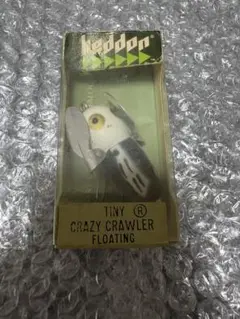 Heddon
TINY ®
CRAZY CRAWLER
FLOATING